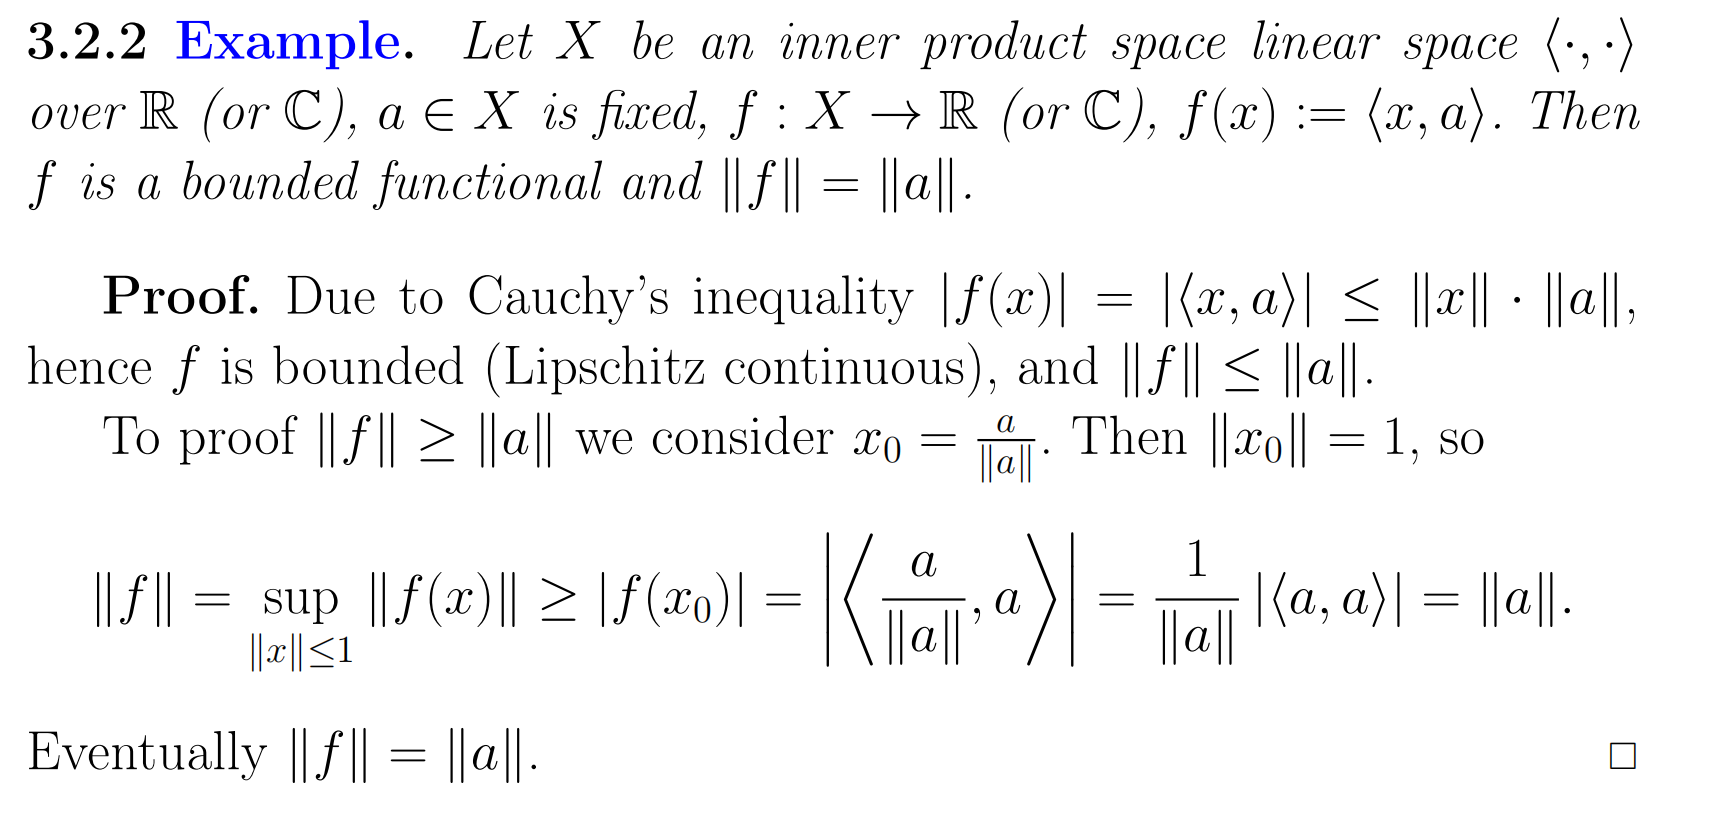 3.2.2 Example. Let X be an inner product space linear space ⟨·, ·⟩
over ℝ (or ℂ), a ∈ X is fixed, f : X → ℝ (or ℂ), f(x) := ⟨x, a⟩. Then
f is a bounded functional and ‖f‖ = ‖a‖.
Proof. Due to Cauchy's inequality |f(x)| = |⟨x, a⟩| ≤ ‖x‖ · ‖a‖,
hence f is bounded (Lipschitz continuous), and ‖f‖ ≤ ‖a‖.
To proof ‖f‖ ≥ ‖a‖ we consider x₀ = a/‖a‖. Then ‖x₀‖ = 1, so
‖f‖ = sup_{‖x‖≤1} ‖f(x)‖ ≥ |f(x₀)| = |⟨a/‖a‖, a⟩| = 1/‖a‖ |⟨a, a⟩| = ‖a‖.
Eventually ‖f‖ = ‖a‖. □